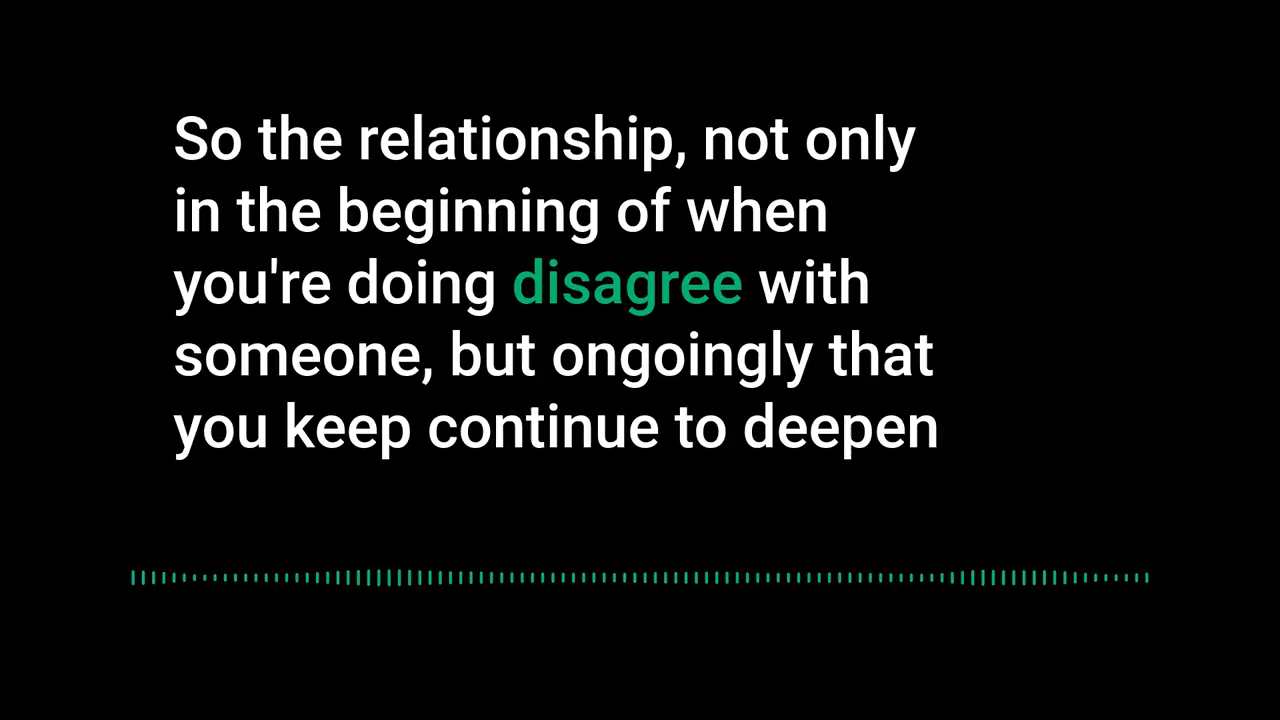 So the relationship, not only
in the beginning of when
you're doing disagree with
someone, but ongoingly that
you keep continue to deepen